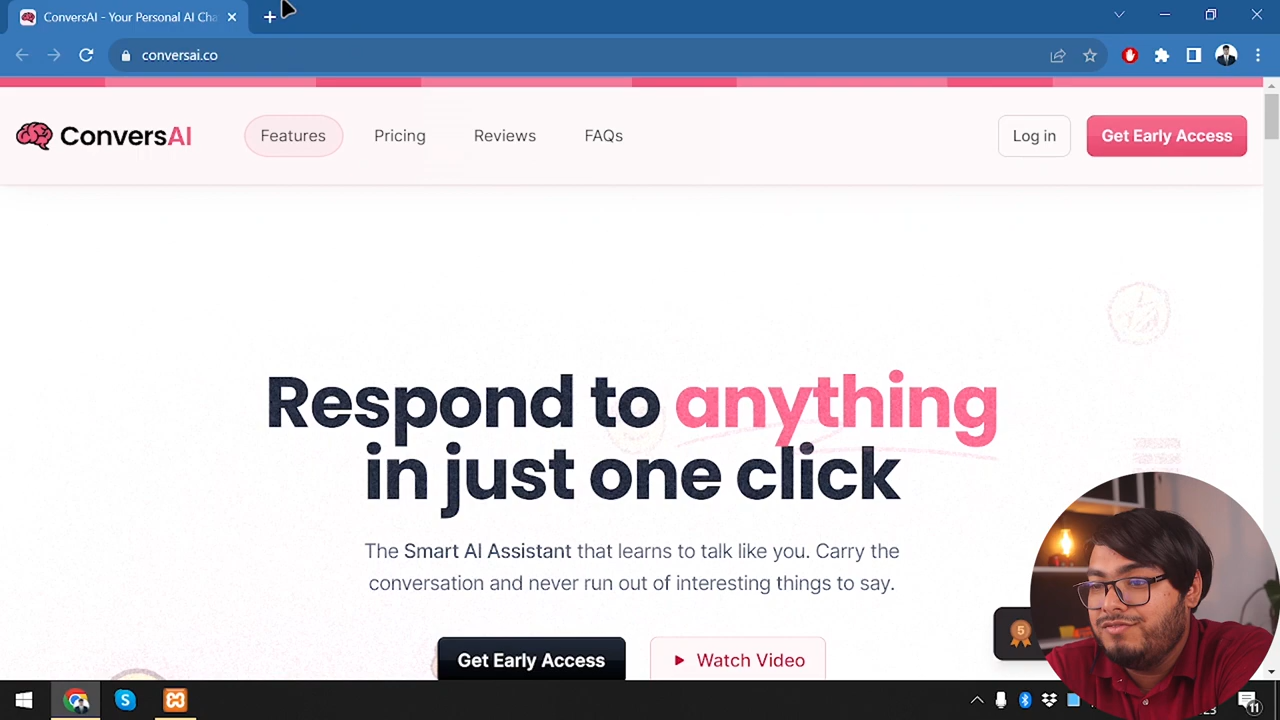 ConversAI - Your Personal AI Cha
conversai.co
ConversAI
Features
Pricing
Reviews
FAQs
Log in
Get Early Access
Respond to anything
in just one click
The Smart AI Assistant that learns to talk like you. Carry the
conversation and never run out of interesting things to say.
Get Early Access
Watch Video
5
11